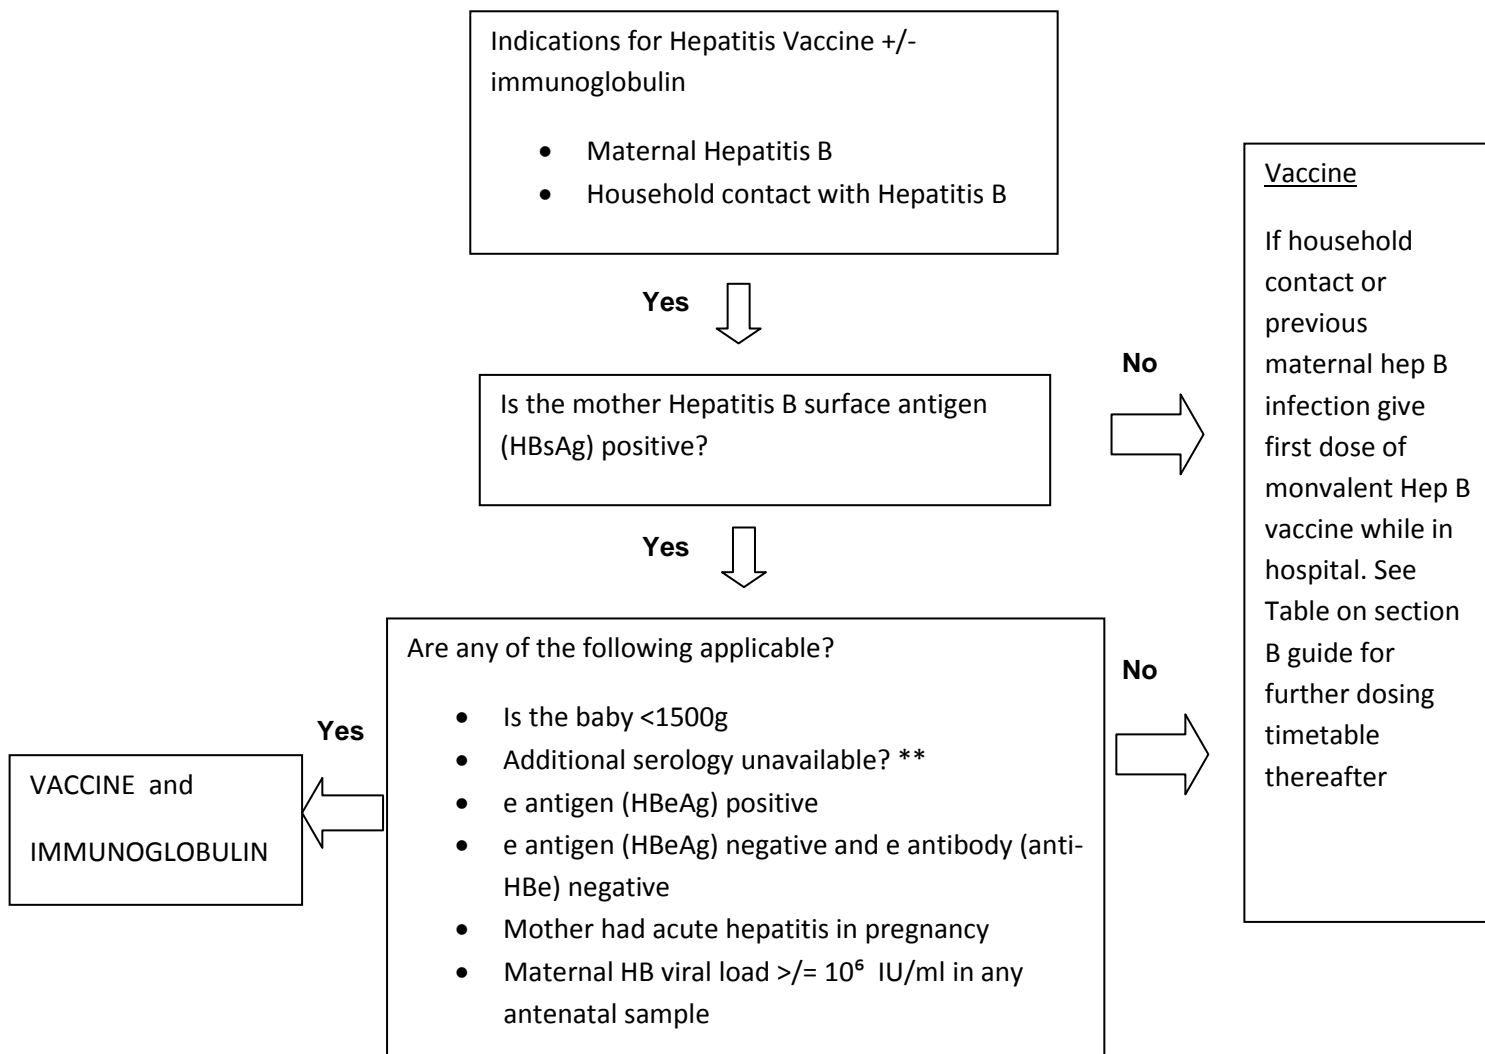 Indications for Hepatitis Vaccine +/-
immunoglobulin
• Maternal Hepatitis B
• Household contact with Hepatitis B
Yes
Is the mother Hepatitis B surface antigen
(HBsAg) positive?
No
Yes
Are any of the following applicable?
• Is the baby <1500g
• Additional serology unavailable? **
• e antigen (HBeAg) positive
• e antigen (HBeAg) negative and e antibody (anti-
HBe) negative
• Mother had acute hepatitis in pregnancy
• Maternal HB viral load >/= 10⁶ IU/ml in any
antenatal sample
Yes
VACCINE and
IMMUNOGLOBULIN
No
Vaccine
If household
contact or
previous
maternal hep B
infection give
first dose of
monvalent Hep B
vaccine while in
hospital. See
Table on section
B guide for
further dosing
timetable
thereafter